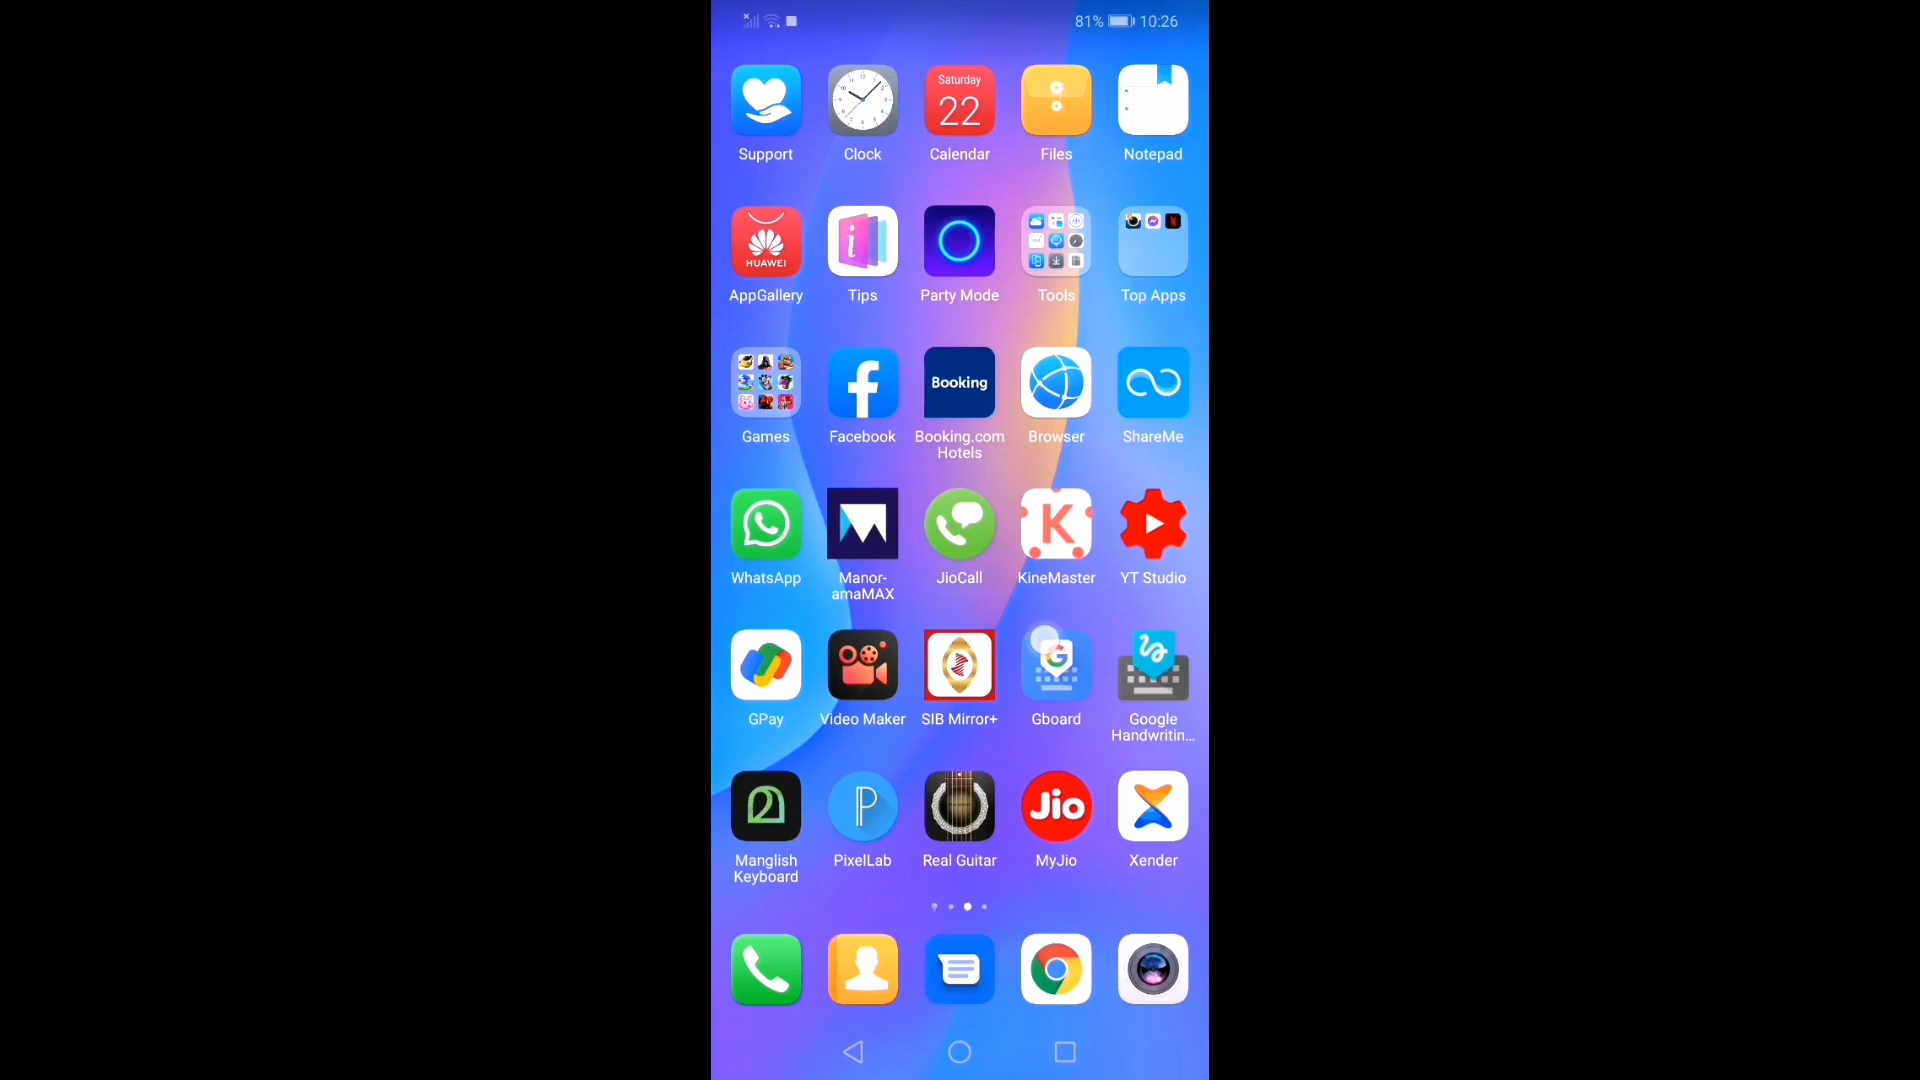 81% 10:26
Saturday
22
Support Clock Calendar Files Notepad
HUAWEI
AppGallery Tips Party Mode Tools Top Apps
Booking
Games Facebook Booking.com Browser ShareMe
Hotels
K
WhatsApp Manor- JioCall KineMaster YT Studio
amaMAX
G
GPay Video Maker SIB Mirror+ Gboard Google
Handwritin...
Jio
Manglish PixelLab Real Guitar MyJio Xender
Keyboard